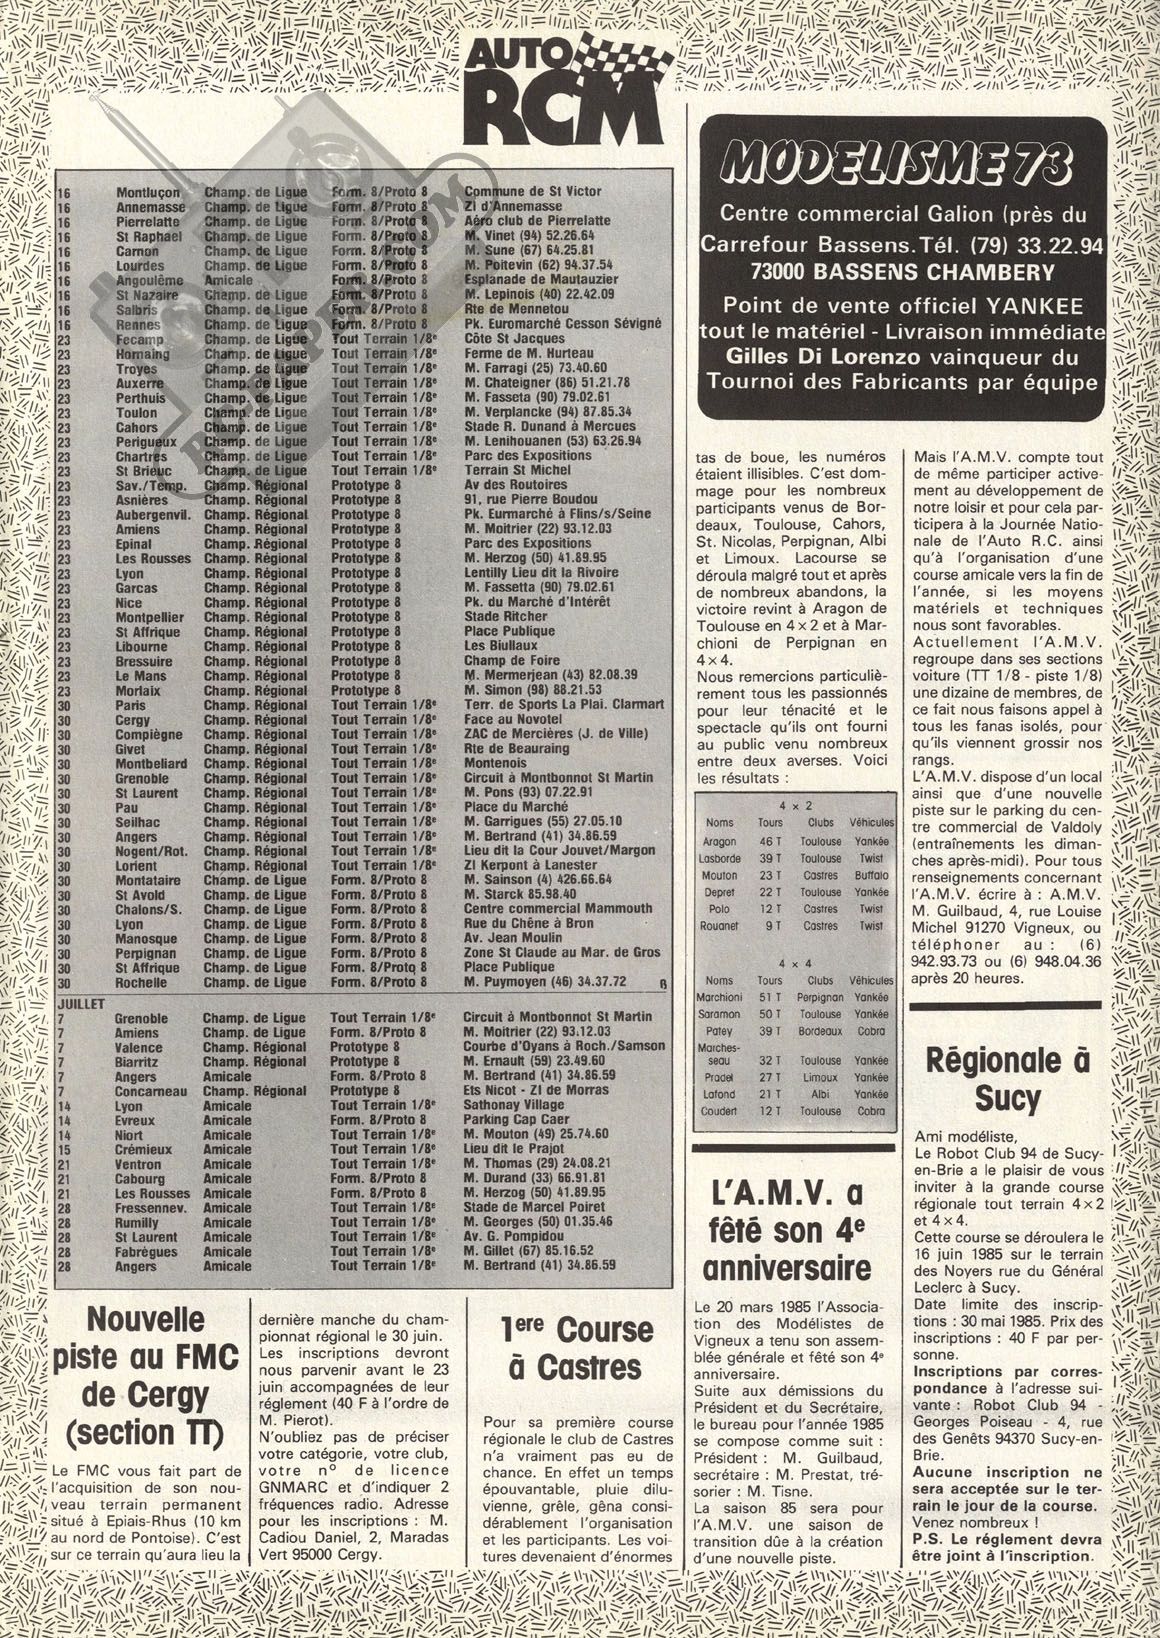 AUTO
RCM
16 Montluçon Champ. de Ligue Form. 8/Proto 8 Commune de St Victor
16 Annemasse Champ. de Ligue Form. 8/Proto 8 ZI d'Annemasse
16 Pierrelatte Champ. de Ligue Form. 8/Proto 8 Aéro club de Pierrelatte
16 St Raphael Champ. de Ligue Form. 8/Proto 8 M. Vinet (94) 52.26.64
16 Carnon Champ. de Ligue Form. 8/Proto 8 M. Sune (67) 64.25.81
16 Lourdes Champ. de Ligue Form. 8/Proto 8 M. Poitevin (62) 94.37.54
16 Angoulême Amicale Form. 8/Proto 8 Esplanade de Mautauzier
16 St Nazaire Champ. de Ligue Form. 8/Proto 8 M. Lepinois (40) 22.42.09
16 Salbris Champ. de Ligue Form. 8/Proto 8 Rte de Mennetou
16 Rennes Champ. de Ligue Form. 8/Proto 8 Pk. Euromarché Cesson Sévigné
23 Fecamp Champ. de Ligue Tout Terrain 1/8e Côte St Jacques
23 Hornaing Champ. de Ligue Tout Terrain 1/8e Ferme de M. Hurteau
23 Troyes Champ. de Ligue Tout Terrain 1/8e M. Farragi (25) 73.40.60
23 Auxerre Champ. de Ligue Tout Terrain 1/8e M. Chateigner (86) 51.21.78
23 Perthuis Champ. de Ligue Tout Terrain 1/8e M. Fasseta (90) 79.02.61
23 Toulon Champ. de Ligue Tout Terrain 1/8e M. Verplancke (94) 87.85.34
23 Cahors Champ. de Ligue Tout Terrain 1/8e Stade R. Dunand à Mercues
23 Perigueux Champ. de Ligue Tout Terrain 1/8e M. Lenihouanen (53) 63.26.94
23 Chartres Champ. de Ligue Tout Terrain 1/8e Parc des Expositions
23 St Brieuc Champ. de Ligue Tout Terrain 1/8e Terrain St Michel
23 Sav./Temp. Champ. Régional Prototype 8 Av des Routoires
23 Asnières Champ. Régional Prototype 8 91, rue Pierre Boudou
23 Aubergenvil. Champ. Régional Prototype 8 Pk. Eurmarché à Flins/s/Seine
23 Amiens Champ. Régional Prototype 8 M. Moitrier (22) 93.12.03
23 Epinal Champ. Régional Prototype 8 Parc des Expositions
23 Les Rousses Champ. Régional Prototype 8 M. Herzog (50) 41.89.95
23 Lyon Champ. Régional Prototype 8 Lentilly Lieu dit la Rivoire
23 Garcas Champ. Régional Prototype 8 M. Fassetta (90) 79.02.61
23 Nice Champ. Régional Prototype 8 Pk. du Marché d'Intérêt
23 Montpellier Champ. Régional Prototype 8 Stade Ritcher
23 St Affrique Champ. Régional Prototype 8 Place Publique
23 Libourne Champ. Régional Prototype 8 Les Biullaux
23 Bressuire Champ. Régional Prototype 8 Champ de Foire
23 Le Mans Champ. Régional Prototype 8 M. Mermerjean (43) 82.08.39
23 Morlaix Champ. Régional Prototype 8 M. Simon (98) 88.21.53
30 Paris Champ. Régional Tout Terrain 1/8e Terr. de Sports La Plai. Clarmart
30 Cergy Champ. Régional Tout Terrain 1/8e Face au Novotel
30 Compiègne Champ. Régional Tout Terrain 1/8e ZAC de Mercières (J. de Ville)
30 Givet Champ. Régional Tout Terrain 1/8e Rte de Beauraing
30 Montbeliard Champ. Régional Tout Terrain 1/8e Montenois
30 Grenoble Champ. Régional Tout Terrain 1/8e Circuit à Montbonnot St Martin
30 St Laurent Champ. Régional Tout Terrain 1/8e M. Pons (93) 07.22.91
30 Pau Champ. Régional Tout Terrain 1/8e Place du Marché
30 Seilhac Champ. Régional Tout Terrain 1/8e M. Garrigues (55) 27.05.10
30 Angers Champ. Régional Tout Terrain 1/8e M. Bertrand (41) 34.86.59
30 Nogent/Rot. Champ. Régional Tout Terrain 1/8e Lieu dit la Cour Jouvet/Margon
30 Lorient Champ. Régional Tout Terrain 1/8e ZI Kerpont à Lanester
30 Montataire Champ. de Ligue Form. 8/Proto 8 M. Sainson (4) 426.66.64
30 St Avold Champ. de Ligue Form. 8/Proto 8 M. Starck 85.98.40
30 Chalons/S. Champ. de Ligue Form. 8/Proto 8 Centre commercial Mammouth
30 Lyon Champ. de Ligue Form. 8/Proto 8 Rue du Chêne à Bron
30 Manosque Champ. de Ligue Form. 8/Proto 8 Av. Jean Moulin
30 Perpignan Champ. de Ligue Form. 8/Proto 8 Zone St Claude au Mar. de Gros
30 St Affrique Champ. de Ligue Form. 8/Proto 8 Place Publique
30 Rochelle Champ. de Ligue Form. 8/Proto 8 M. Puymoyen (46) 34.37.72
JUILLET
7 Grenoble Champ. de Ligue Tout Terrain 1/8e Circuit à Montbonnot St Martin
7 Amiens Champ. de Ligue Form. 8/Proto 8 M. Moitrier (22) 93.12.03
7 Valence Champ. Régional Prototype 8 Courbe d'Oyans à Roch./Samson
7 Biarritz Champ. Régional Prototype 8 M. Ernault (59) 23.49.60
7 Angers Amicale Form. 8/Proto 8 M. Bertrand (41) 34.86.59
7 Concarneau Champ. Régional Prototype 8 Ets Nicot - ZI de Morras
14 Lyon Amicale Tout Terrain 1/8e Sathonay Village
14 Evreux Amicale Form. 8/Proto 8 Parking Cap Caer
14 Niort Amicale Tout Terrain 1/8e M. Mouton (49) 25.74.60
15 Crémieux Amicale Tout Terrain 1/8e Lieu dit le Prajot
21 Ventron Amicale Tout Terrain 1/8e M. Thomas (29) 24.08.21
21 Cabourg Amicale Form. 8/Proto 8 M. Durand (33) 66.91.81
21 Les Rousses Amicale Tout Terrain 1/8e M. Herzog (50) 41.89.95
28 Fressennev. Amicale Tout Terrain 1/8e Stade de Marcel Poiret
28 Rumilly Amicale Tout Terrain 1/8e M. Georges (50) 01.35.46
28 St Laurent Amicale Tout Terrain 1/8e Av. G. Pompidou
28 Fabrégues Amicale Tout Terrain 1/8e M. Gillet (67) 85.16.52
28 Angers Amicale Tout Terrain 1/8e M. Bertrand (41) 34.86.59
Nouvelle
piste au FMC
de Cergy
(section TT)
Le FMC vous fait part de
l'acquisition de son nou-
veau terrain permanent
situé à Epiais-Rhus (10 km
au nord de Pontoise). C'est
sur ce terrain qu'aura lieu la
dernière manche du cham-
pionnat régional le 30 juin.
Les inscriptions devront
nous parvenir avant le 23
juin accompagnées de leur
réglement (40 F à l'ordre de
M. Pierot).
N'oubliez pas de préciser
votre catégorie, votre club,
votre n° de licence
GNMARC et d'indiquer 2
fréquences radio. Adresse
pour les inscriptions : M.
Cadiou Daniel, 2, Maradas
Vert 95000 Cergy.
1ere Course
à Castres
Pour sa première course
régionale le club de Castres
n'a vraiment pas eu de
chance. En effet un temps
épouvantable, pluie dilu-
vienne, grèle, gêna consi-
dérablement l'organisation
et les participants. Les voi-
tures devenaient d'énormes
MODELISME 73
Centre commercial Galion (près du
Carrefour Bassens. Tél. (79) 33.22.94
73000 BASSENS CHAMBERY
Point de vente officiel YANKEE
tout le matériel - Livraison immédiate
Gilles Di Lorenzo vainqueur du
Tournoi des Fabricants par équipe
tas de boue, les numéros
étaient illisibles. C'est dom-
mage pour les nombreux
participants venus de Bor-
deaux, Toulouse, Cahors,
St. Nicolas, Perpignan, Albi
et Limoux. Lacourse se
déroula malgré tout et après
de nombreux abandons, la
victoire revint à Aragon de
Toulouse en 4×2 et à Mar-
chioni de Perpignan en
4×4.
Nous remercions particuliè-
rement tous les passionnés
pour leur ténacité et le
spectacle qu'ils ont fourni
au public venu nombreux
entre deux averses. Voici
les résultats :
4 × 2
Noms Tours Clubs Véhicules
Aragon 46 T Toulouse Yankée
Lasborde 39 T Toulouse Twist
Mouton 23 T Castres Buffalo
Depret 22 T Toulouse Yankée
Polo 12 T Castres Twist
Rouanet 9 T Castres Twist
4 × 4
Noms Tours Clubs Véhicules
Marchioni 51 T Perpignan Yankée
Saramon 50 T Toulouse Yankée
Patey 39 T Bordeaux Cobra
Marches-
seau 32 T Toulouse Yankée
Pradel 27 T Limoux Yankée
Lafond 21 T Albi Yankée
Coudert 12 T Toulouse Cobra
L'A.M.V. a
fêté son 4e
anniversaire
Le 20 mars 1985 l'Associa-
tion des Modélistes de
Vigneux a tenu son assem-
blée générale et fêté son 4e
anniversaire.
Suite aux démissions du
Président et du Secrétaire,
le bureau pour l'année 1985
se compose comme suit :
Président : M. Guilbaud,
secrétaire : M. Prestat, tré-
sorier : M. Tisne.
La saison 85 sera pour
l'A.M.V. une saison de
transition dûe à la création
d'une nouvelle piste.
Mais l'A.M.V. compte tout
de même participer active-
ment au développement de
notre loisir et pour cela par-
ticipera à la Journée Natio-
nale de l'Auto R.C. ainsi
qu'à l'organisation d'une
course amicale vers la fin de
l'année, si les moyens
matériels et techniques
nous sont favorables.
Actuellement l'A.M.V.
regroupe dans ses sections
voiture (TT 1/8 - piste 1/8)
une dizaine de membres, de
ce fait nous faisons appel à
tous les fanas isolés, pour
qu'ils viennent grossir nos
rangs.
L'A.M.V. dispose d'un local
ainsi que d'une nouvelle
piste sur le parking du cen-
tre commercial de Valdoly
(entraînements les diman-
ches après-midi). Pour tous
renseignements concernant
l'A.M.V. écrire à : A.M.V.
M. Guilbaud, 4, rue Louise
Michel 91270 Vigneux, ou
téléphoner au : (6)
942.93.73 ou (6) 948.04.36
après 20 heures.
Régionale à
Sucy
Ami modéliste,
Le Robot Club 94 de Sucy-
en-Brie a le plaisir de vous
inviter à la grande course
régionale tout terrain 4×2
et 4×4.
Cette course se déroulera le
16 juin 1985 sur le terrain
des Noyers rue du Général
Leclerc à Sucy.
Date limite des inscrip-
tions : 30 mai 1985. Prix des
inscriptions : 40 F par per-
sonne.
Inscriptions par corres-
pondance à l'adresse sui-
vante : Robot Club 94 -
Georges Poiseau - 4, rue
des Genêts 94370 Sucy-en-
Brie.
Aucune inscription ne
sera acceptée sur le ter-
rain le jour de la course.
Venez nombreux !
P.S. Le réglement devra
être joint à l'inscription.